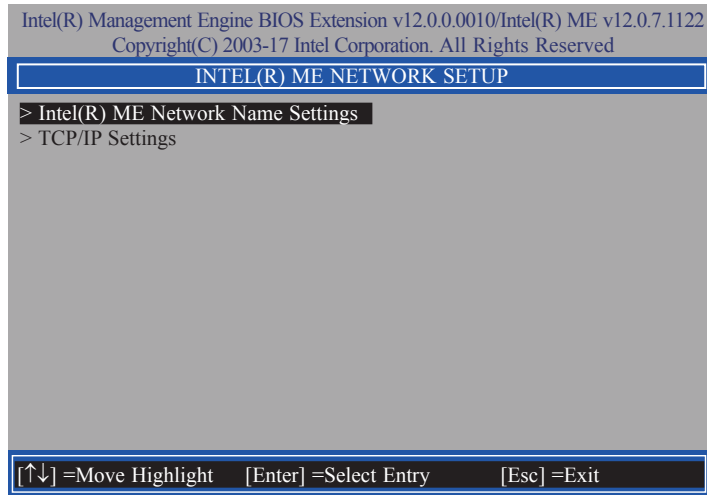 Intel(R) Management Engine BIOS Extension v12.0.0.0010/Intel(R) ME v12.0.7.1122
Copyright(C) 2003-17 Intel Corporation. All Rights Reserved
INTEL(R) ME NETWORK SETUP
> Intel(R) ME Network Name Settings
> TCP/IP Settings
[↑↓] =Move Highlight [Enter] =Select Entry [Esc] =Exit